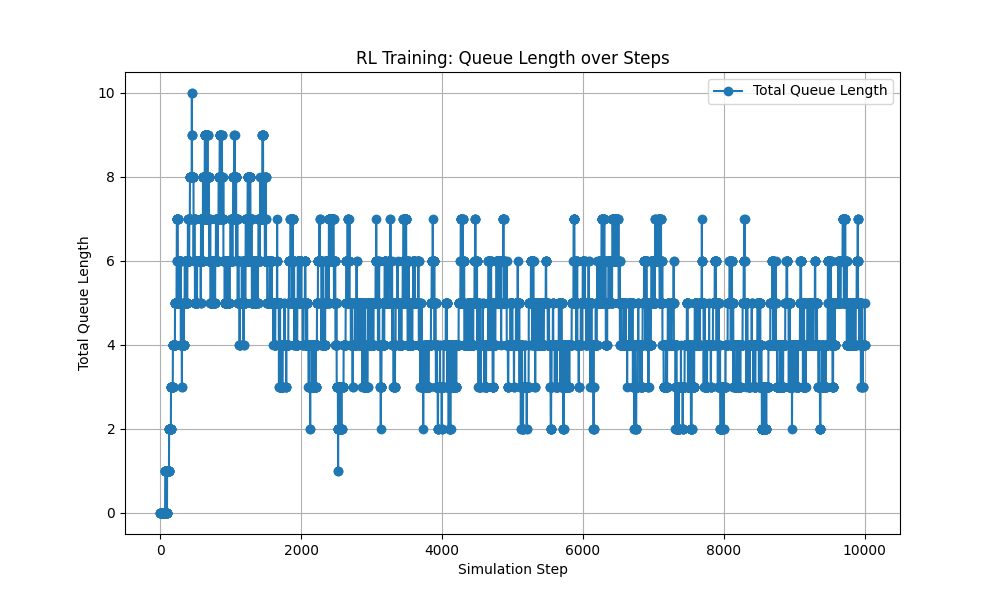 RL Training: Queue Length over Steps
Total Queue Length
10
8
6
4
2
0
Total Queue Length
0 2000 4000 6000 8000 10000
Simulation Step